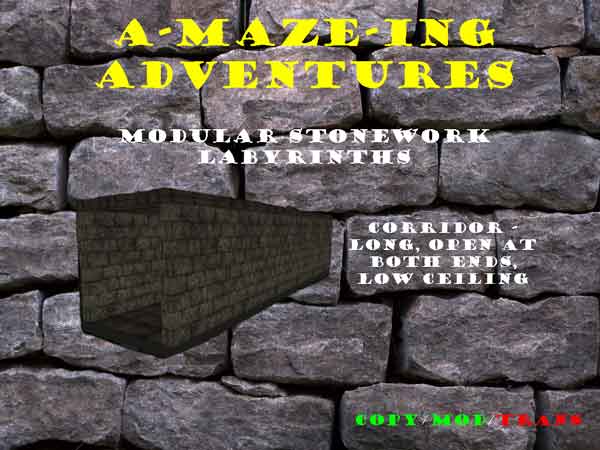 A-MAZE-ING
ADVENTURES
MODULAR STONEWORK
LABYRINTHS
CORRIDOR -
LONG, OPEN AT
BOTH ENDS,
LOW CEILING
COPY/MOD/TRANS